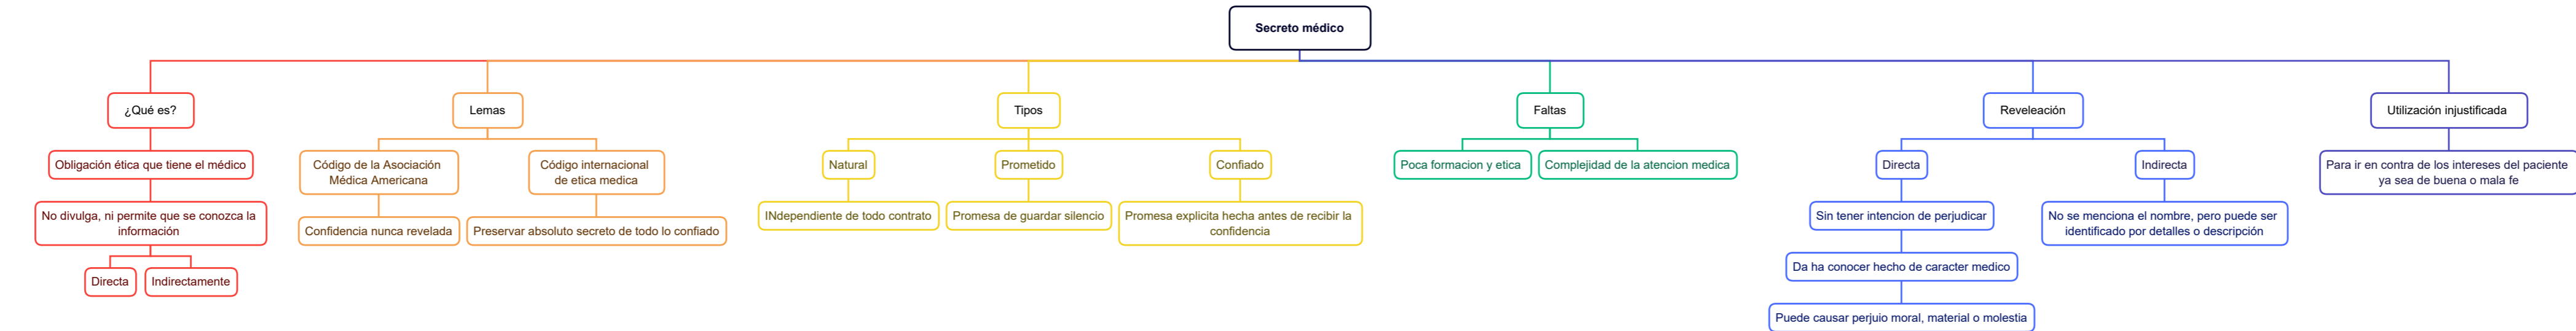 Secreto médico
¿Qué es?
Lemas
Tipos
Faltas
Reveleación
Utilización injustificada
Obligación ética que tiene el médico
Código de la Asociación
Médica Americana
Código internacional
de etica medica
Natural
Prometido
Confiado
Poca formacion y etica
Complejidad de la atencion medica
Directa
Indirecta
Para ir en contra de los intereses del paciente
ya sea de buena o mala fe
No divulga, ni permite que se conozca la
información
Confidencia nunca revelada
Preservar absoluto secreto de todo lo confiado
INdependiente de todo contrato
Promesa de guardar silencio
Promesa explicita hecha antes de recibir la
confidencia
Sin tener intencion de perjudicar
No se menciona el nombre, pero puede ser
identificado por detalles o descripción
Directa
Indirectamente
Da ha conocer hecho de caracter medico
Puede causar perjuio moral, material o molestia